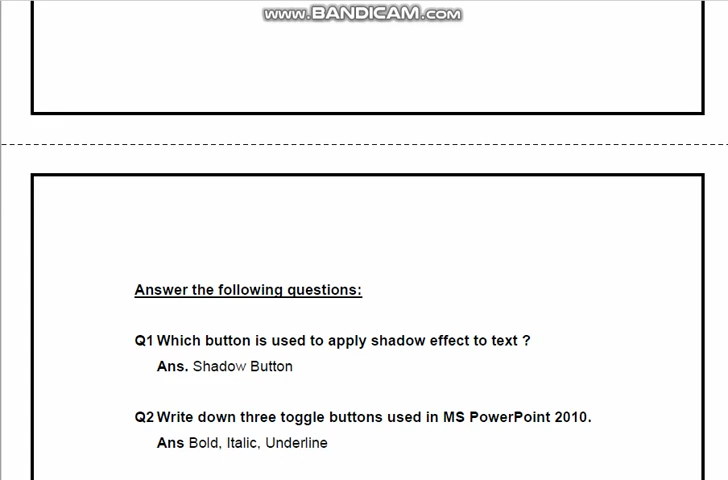 www.BANDICAM.com
Answer the following questions:
Q1 Which button is used to apply shadow effect to text ?
Ans. Shadow Button
Q2 Write down three toggle buttons used in MS PowerPoint 2010.
Ans Bold, Italic, Underline